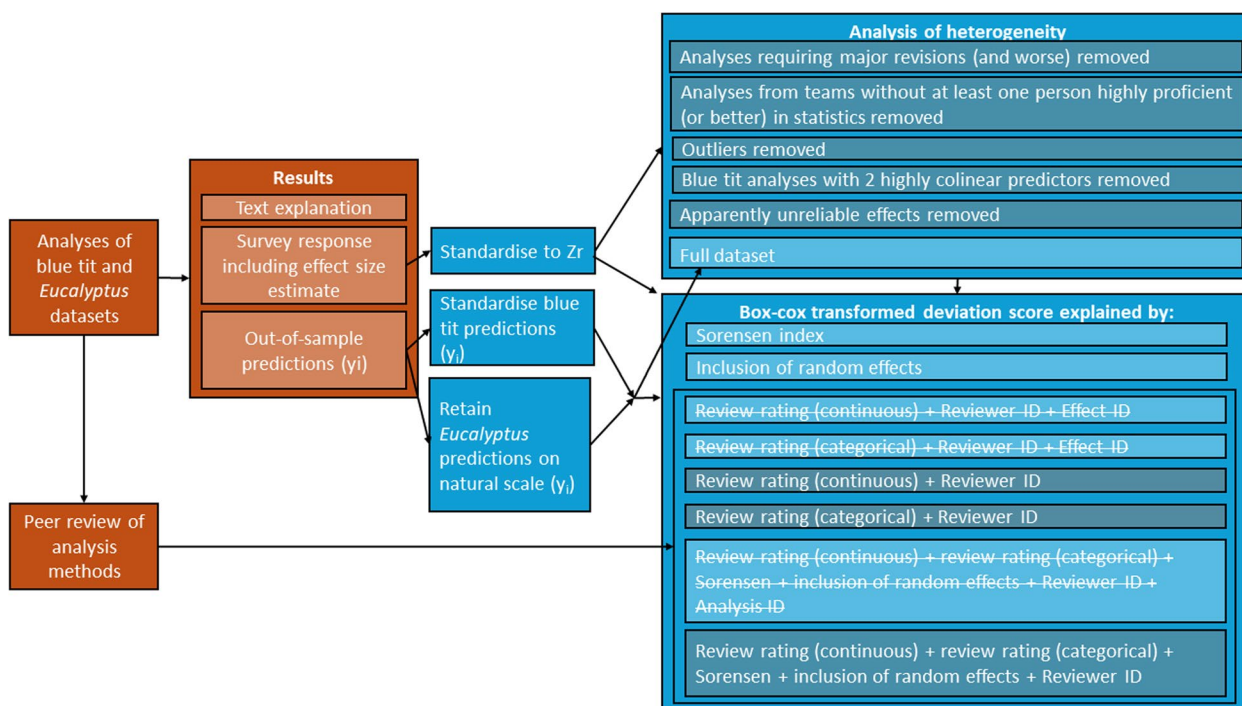 Analyses of
blue tit and
Eucalyptus
datasets
Peer review of
analysis
methods
Results
Text explanation
Survey response
including effect size
estimate
Out-of-sample
predictions (yi)
Standardise to Zr
Standardise blue
tit predictions
(yᵢ)
Retain
Eucalyptus
predictions on
natural scale (yᵢ)
Analysis of heterogeneity
Analyses requiring major revisions (and worse) removed
Analyses from teams without at least one person highly proficient
(or better) in statistics removed
Outliers removed
Blue tit analyses with 2 highly colinear predictors removed
Apparently unreliable effects removed
Full dataset
Box-cox transformed deviation score explained by:
Sorensen index
Inclusion of random effects
Review rating (continuous) + Reviewer ID + Effect ID
Review rating (categorical) + Reviewer ID + Effect ID
Review rating (continuous) + Reviewer ID
Review rating (categorical) + Reviewer ID
Review rating (continuous) + review rating (categorical) +
Sorensen + inclusion of random effects + Reviewer ID +
Analysis ID
Review rating (continuous) + review rating (categorical) +
Sorensen + inclusion of random effects + Reviewer ID